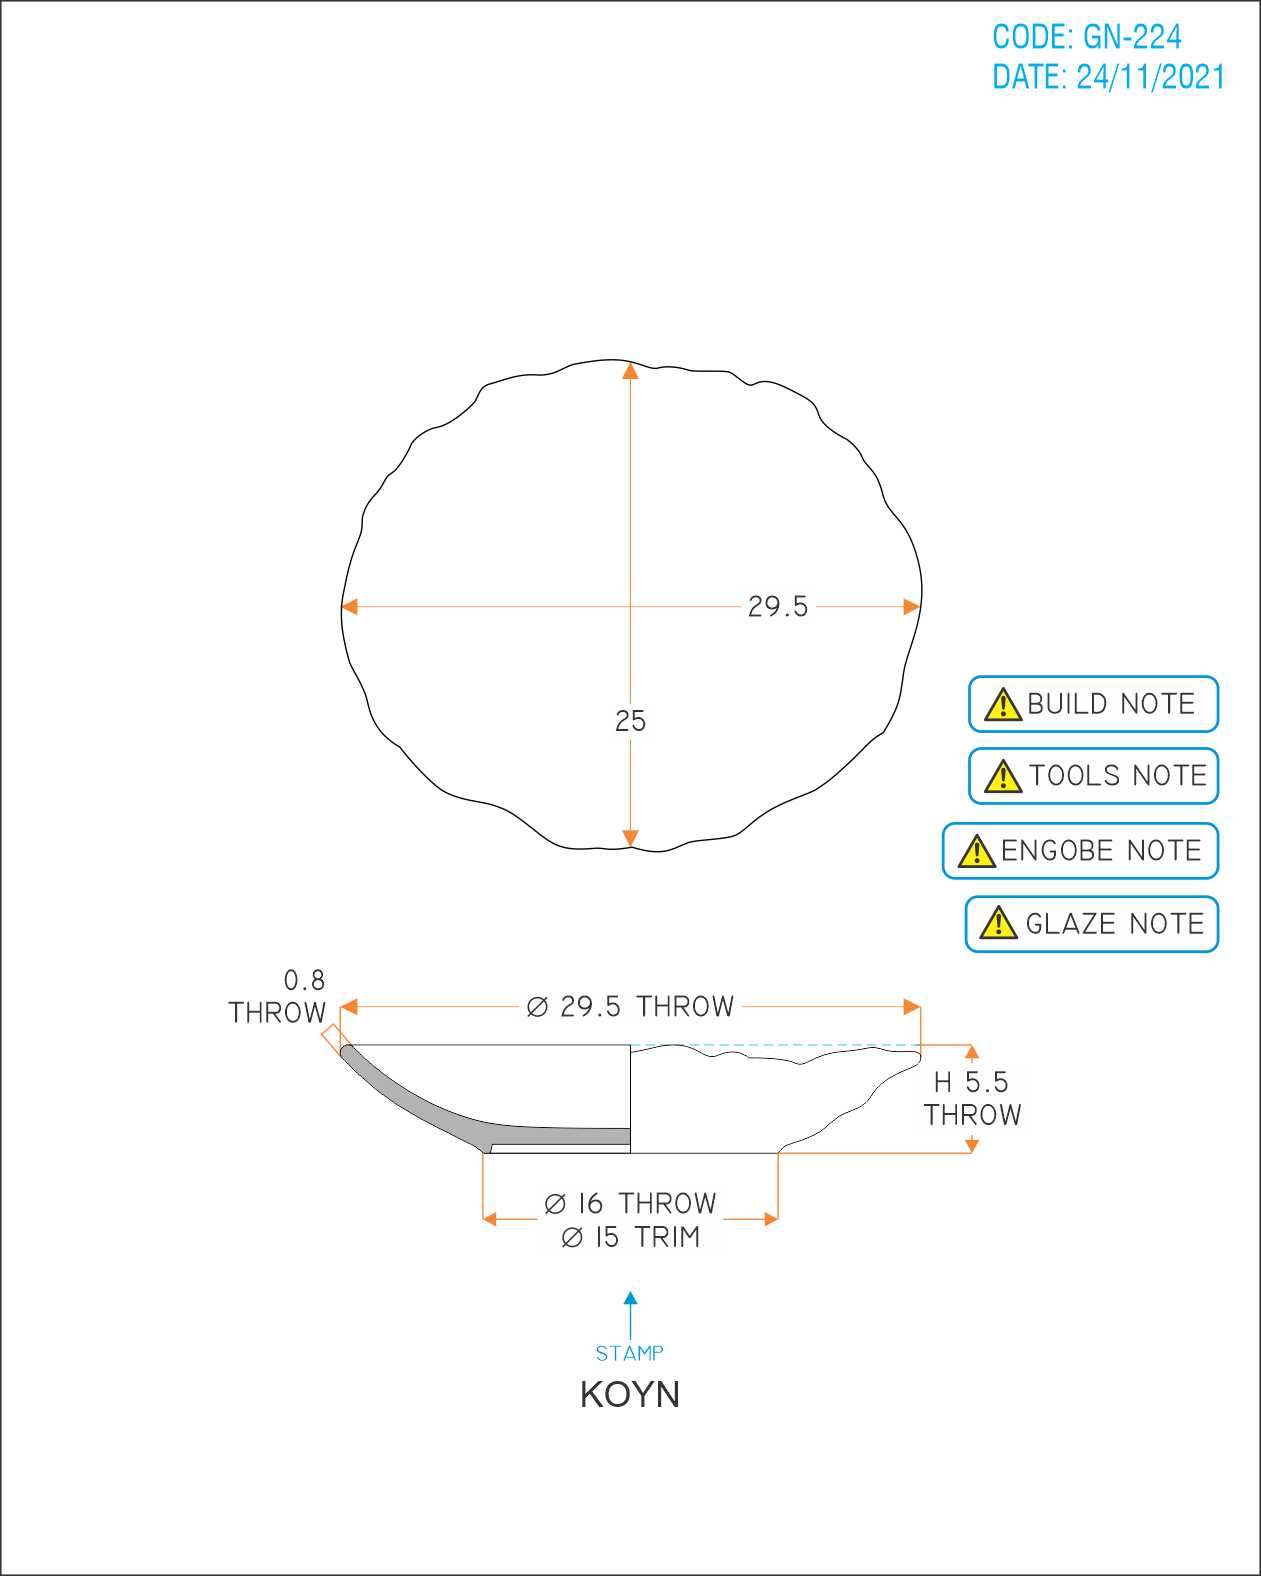 CODE: GN-224
DATE: 24/11/2021
29.5
25
BUILD NOTE
TOOLS NOTE
ENGOBE NOTE
GLAZE NOTE
0.8
THROW
Ø 29.5 THROW
H 5.5
THROW
Ø 16 THROW
Ø 15 TRIM
STAMP
KOYN